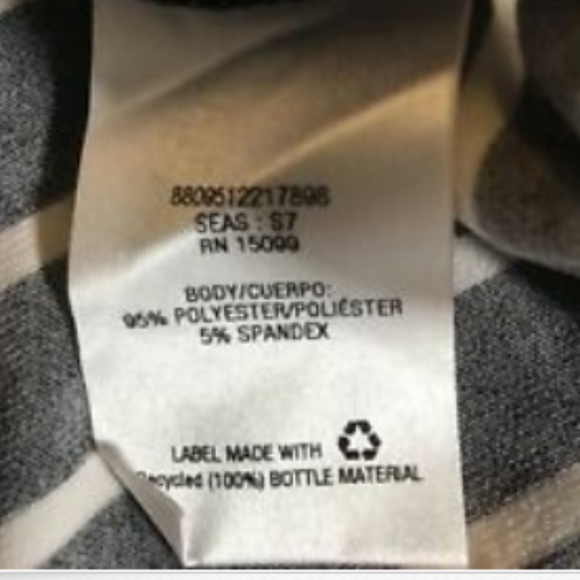 8809512217898
SEAS : S7
RN 15099
BODY/CUERPO:
95% POLYESTER/POLIÉSTER
5% SPANDEX
LABEL MADE WITH
Recycled (100%) BOTTLE MATERIAL